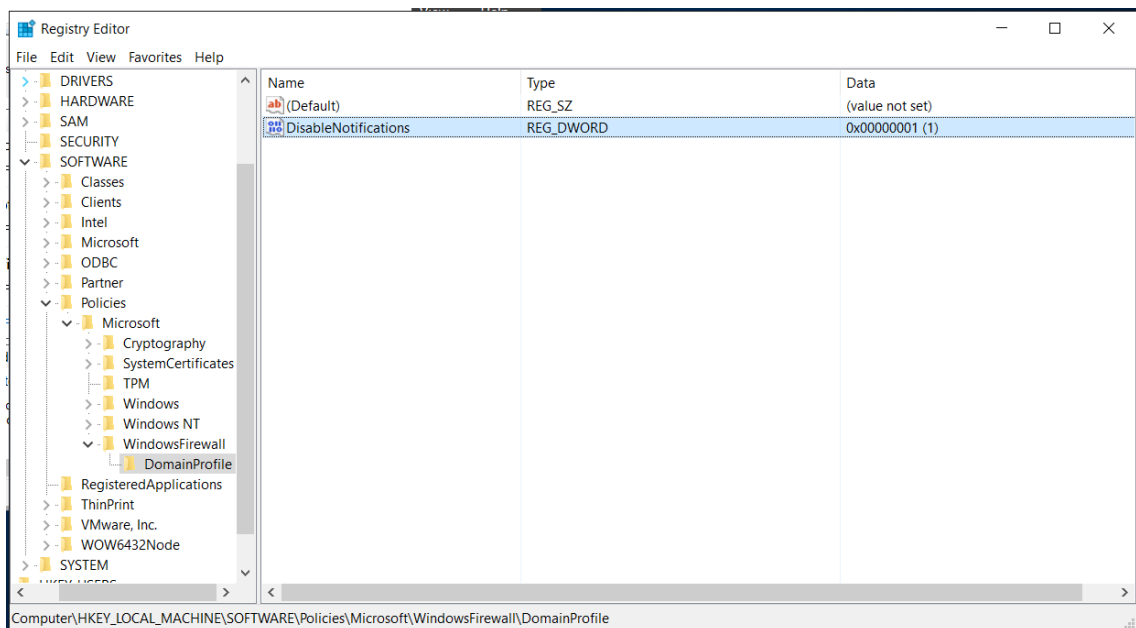 Registry Editor
File Edit View Favorites Help
DRIVERS
HARDWARE
SAM
SECURITY
SOFTWARE
Classes
Clients
Intel
Microsoft
ODBC
Partner
Policies
Microsoft
Cryptography
SystemCertificates
TPM
Windows
Windows NT
WindowsFirewall
DomainProfile
RegisteredApplications
ThinPrint
VMware, Inc.
WOW6432Node
SYSTEM
Name Type Data
(Default) REG_SZ (value not set)
DisableNotifications REG_DWORD 0x00000001 (1)
Computer\HKEY_LOCAL_MACHINE\SOFTWARE\Policies\Microsoft\WindowsFirewall\DomainProfile